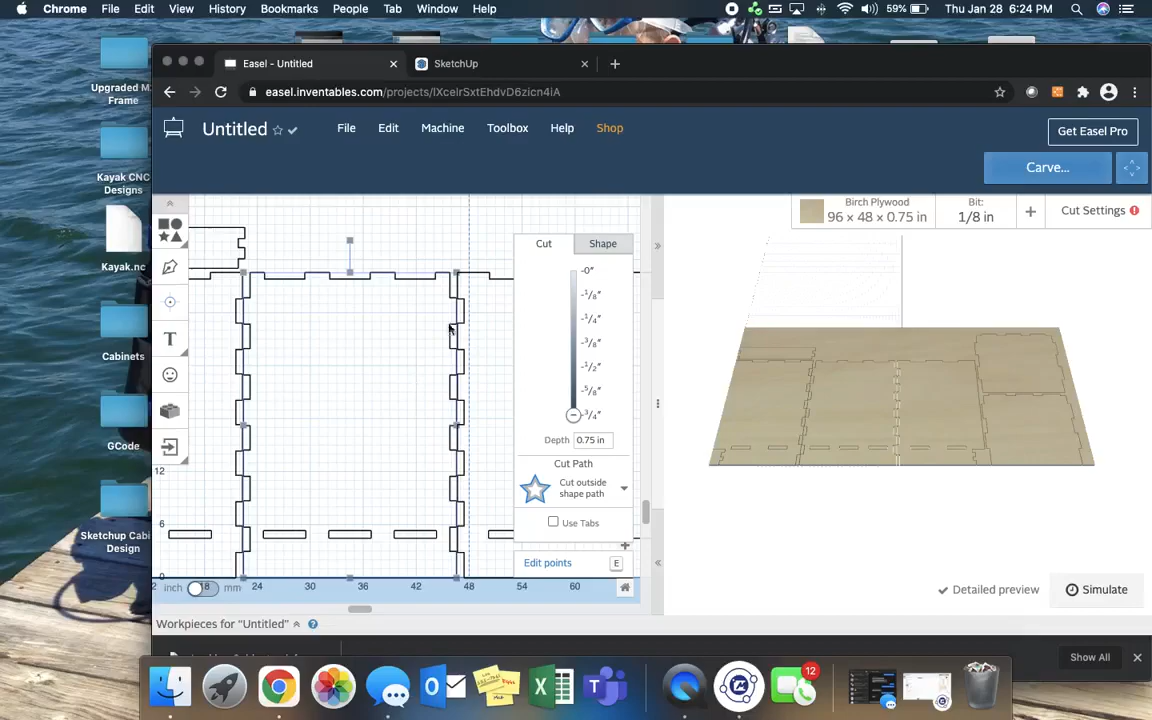 Chrome File Edit View History Bookmarks People Tab Window Help 59% Thu Jan 28 6:24 PM
Easel - Untitled
SketchUp
easel.inventables.com/projects/
Untitled File Edit Machine Toolbox Help Shop
Get Easel Pro
Carve...
Birch Plywood
96 × 48 × 0.75 in
Bit:
1/8 in
Cut Settings
Cut Shape
-0"
-1/8"
-1/4"
-3/8"
-1/2"
-5/8"
-3/4"
Depth 0.75 in
Cut Path
Cut outside
shape path
Use Tabs
Edit points E
T
12
6
0
18 24 30 36 42 48 54 60
inch mm
Detailed preview
Simulate
Workpieces for "Untitled"
Show All
12
Frame
Kayak CNC
Designs
Kayak.nc
Cabinets
GCode
Design